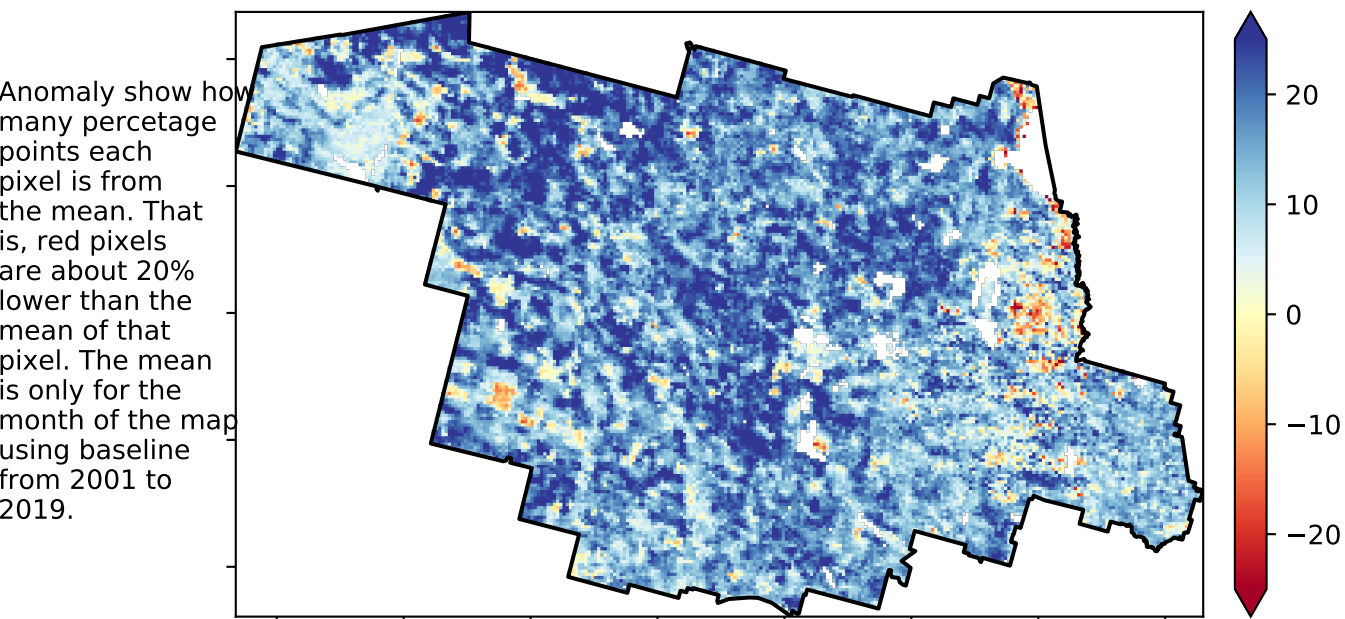 Anomaly show how
many percetage
points each
pixel is from
the mean. That
is, red pixels
are about 20%
lower than the
mean of that
pixel. The mean
is only for the
month of the map
using baseline
from 2001 to
2019.
20
10
0
−10
−20